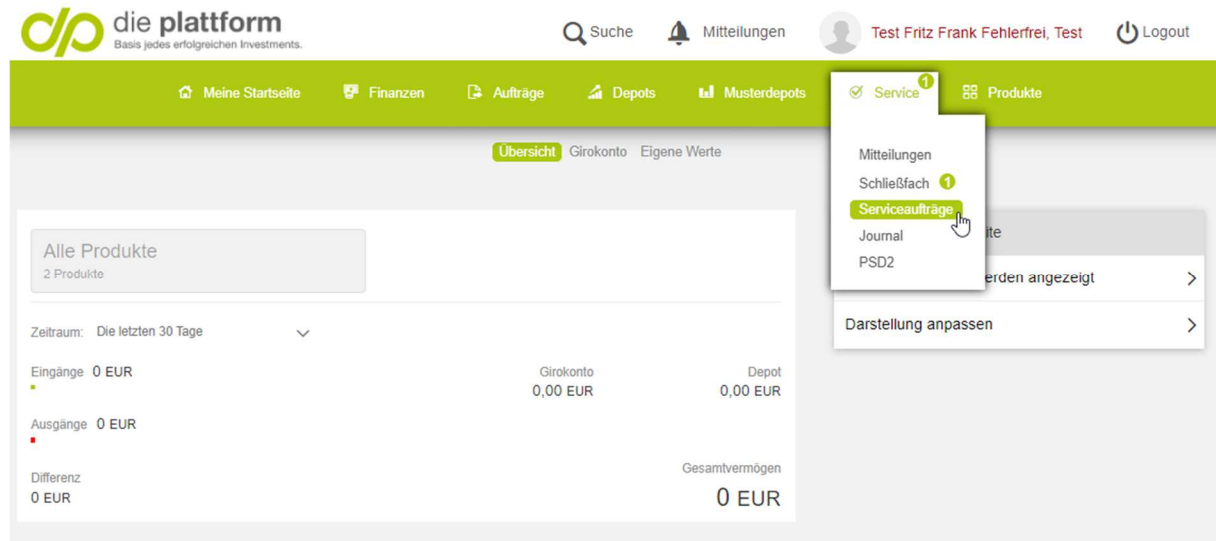 die plattform
Basis jedes erfolgreichen Investments.
Suche Mitteilungen Test Fritz Frank Fehlerfrei, Test Logout
Meine Startseite Finanzen Aufträge Depots Musterdepots Service 1 Produkte
Übersicht Girokonto Eigene Werte
Mitteilungen
Schließfach 1
Serviceaufträge
Journal
PSD2
Alle Produkte
2 Produkte
Zeitraum: Die letzten 30 Tage
Eingänge 0 EUR
Girokonto Depot
0,00 EUR 0,00 EUR
Ausgänge 0 EUR
Differenz
0 EUR
Gesamtvermögen
0 EUR
ite
erden angezeigt
Darstellung anpassen